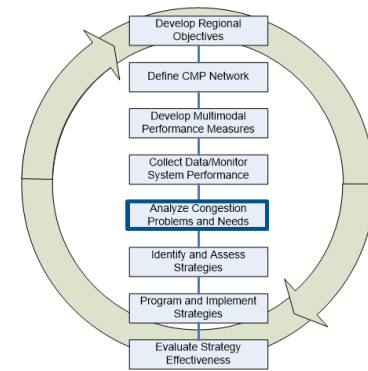 Develop Regional
Objectives
Define CMP Network
Develop Multimodal
Performance Measures
Collect Data/Monitor
System Performance
Analyze Congestion
Problems and Needs
Identify and Assess
Strategies
Program and Implement
Strategies
Evaluate Strategy
Effectiveness